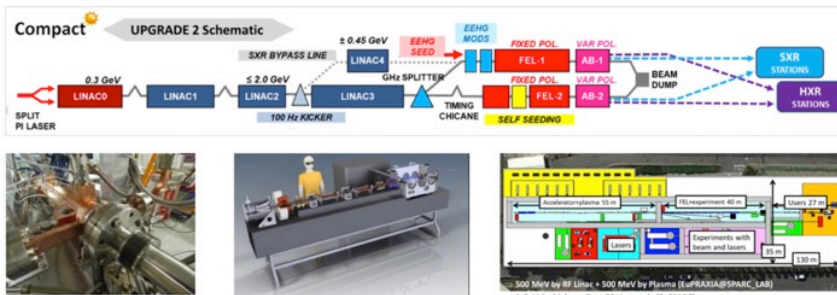 Compact
UPGRADE 2 Schematic
± 0.45 GeV
EEHG
SEED
EEHG
MODS
FIXED POL.
VAR POL.
SXR BYPASS LINE
LINAC4
FEL-1
AB-1
SXR
STATIONS
0.3 GeV
≤ 2.0 GeV
GHz SPLITTER
FIXED POL.
VAR POL.
BEAM
DUMP
LINAC0
LINAC1
LINAC2
LINAC3
FEL-2
AB-2
HXR
STATIONS
SPLIT
PI LASER
100 Hz KICKER
TIMING
CHICANE
SELF SEEDING
Accelerator+plasma 55 m
FEL+experiment 40 m
Users 27 m
Lasers
Experiments with
beam and lasers
35 m
130 m
500 MeV by RF Linac + 500 MeV by Plasma (EuPRAXIA@SPARC_LAB)